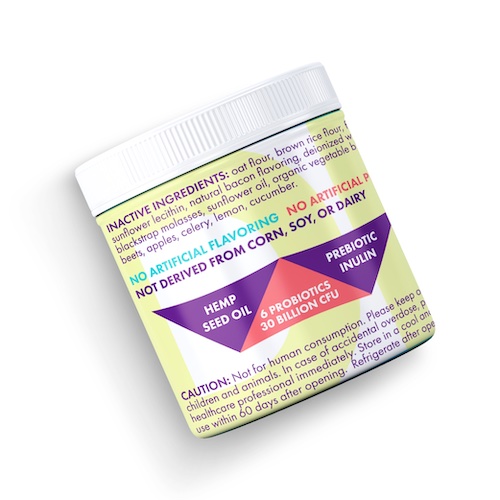 INACTIVE INGREDIENTS: oat flour, brown rice flour,
sunflower lecithin, natural bacon flavoring, deionized
blackstrap molasses, sunflower oil, organic vegetable
beets, apples, celery, lemon, cucumber.
NO ARTIFICIAL FLAVORING NO ARTIFICIAL
NOT DERIVED FROM CORN, SOY, OR DAIRY
HEMP
SEED OIL
6 PROBIOTICS
30 BILLION CFU
PREBIOTIC
INULIN
CAUTION: Not for human consumption. Please keep
children and animals. In case of accidental overdose,
healthcare professional immediately. Store in a cool and
use within 60 days after opening. Refrigerate after